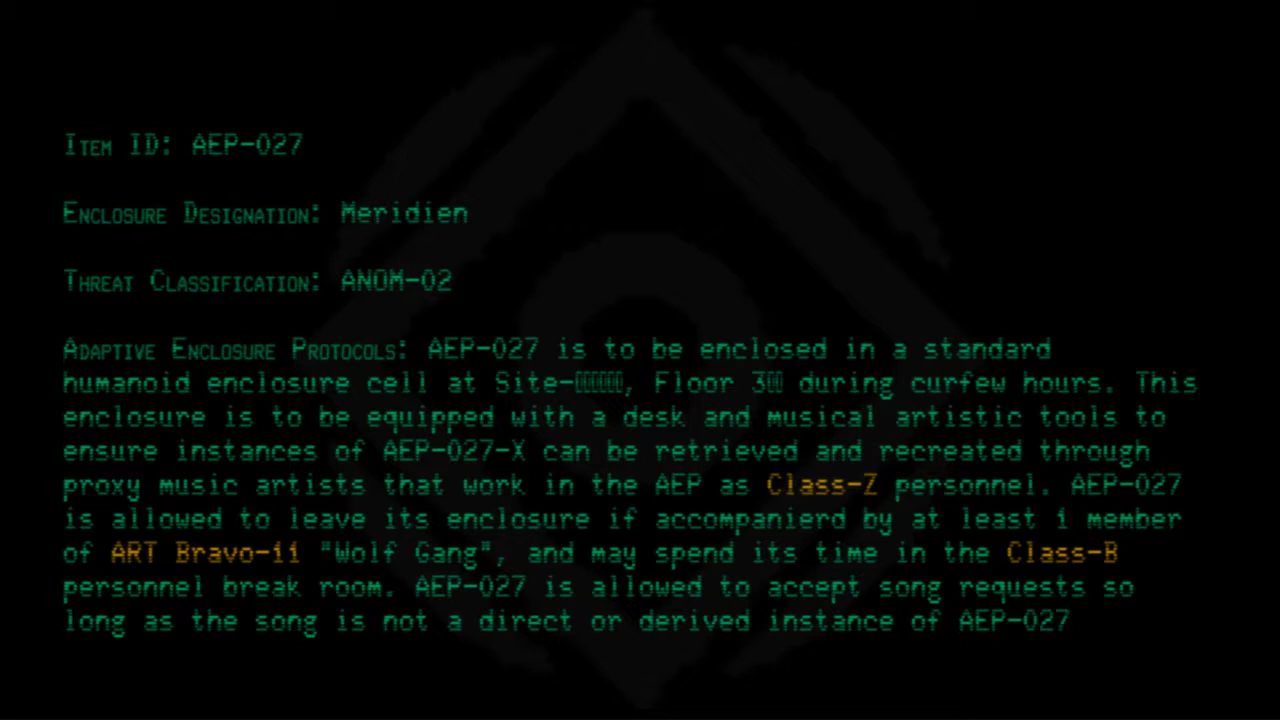 Item ID: AEP-027
Enclosure Designation: Meridien
Threat Classification: ANOM-02
Adaptive Enclosure Protocols: AEP-027 is to be enclosed in a standard
humanoid enclosure cell at Site-▯▯▯▯▯▯, Floor 3▯▯ during curfew hours. This
enclosure is to be equipped with a desk and musical artistic tools to
ensure instances of AEP-027-X can be retrieved and recreated through
proxy music artists that work in the AEP as Class-Z personnel. AEP-027
is allowed to leave its enclosure if accompanierd by at least 1 member
of ART Bravo-11 "Wolf Gang", and may spend its time in the Class-B
personnel break room. AEP-027 is allowed to accept song requests so
long as the song is not a direct or derived instance of AEP-027